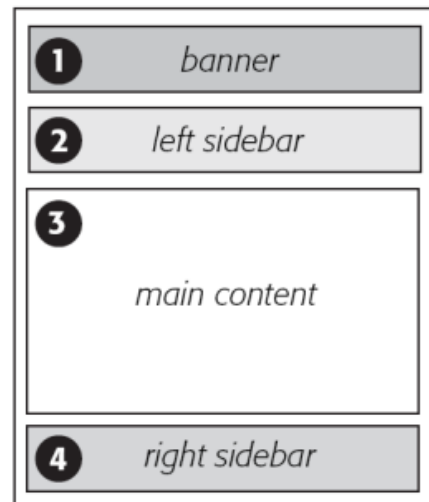 1 banner
2 left sidebar
3
main content
4 right sidebar